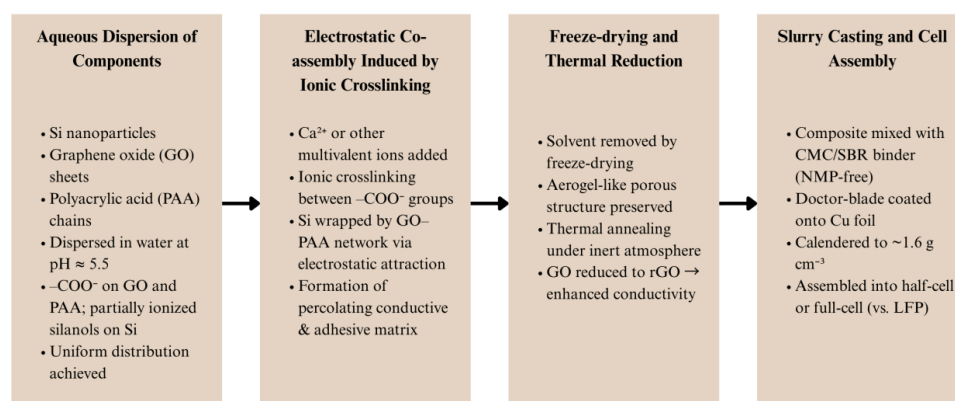 Aqueous Dispersion of
Components
• Si nanoparticles
• Graphene oxide (GO)
sheets
• Polyacrylic acid (PAA)
chains
• Dispersed in water at
pH ≈ 5.5
• –COO⁻ on GO and
PAA; partially ionized
silanols on Si
• Uniform distribution
achieved
Electrostatic Co-
assembly Induced by
Ionic Crosslinking
• Ca²⁺ or other
multivalent ions added
• Ionic crosslinking
between –COO⁻ groups
• Si wrapped by GO–
PAA network via
electrostatic attraction
• Formation of
percolating conductive
& adhesive matrix
Freeze-drying and
Thermal Reduction
• Solvent removed by
freeze-drying
• Aerogel-like porous
structure preserved
• Thermal annealing
under inert atmosphere
• GO reduced to rGO →
enhanced conductivity
Slurry Casting and Cell
Assembly
• Composite mixed with
CMC/SBR binder
(NMP-free)
• Doctor-blade coated
onto Cu foil
• Calendered to ~1.6 g
cm⁻³
• Assembled into half-cell
or full-cell (vs. LFP)